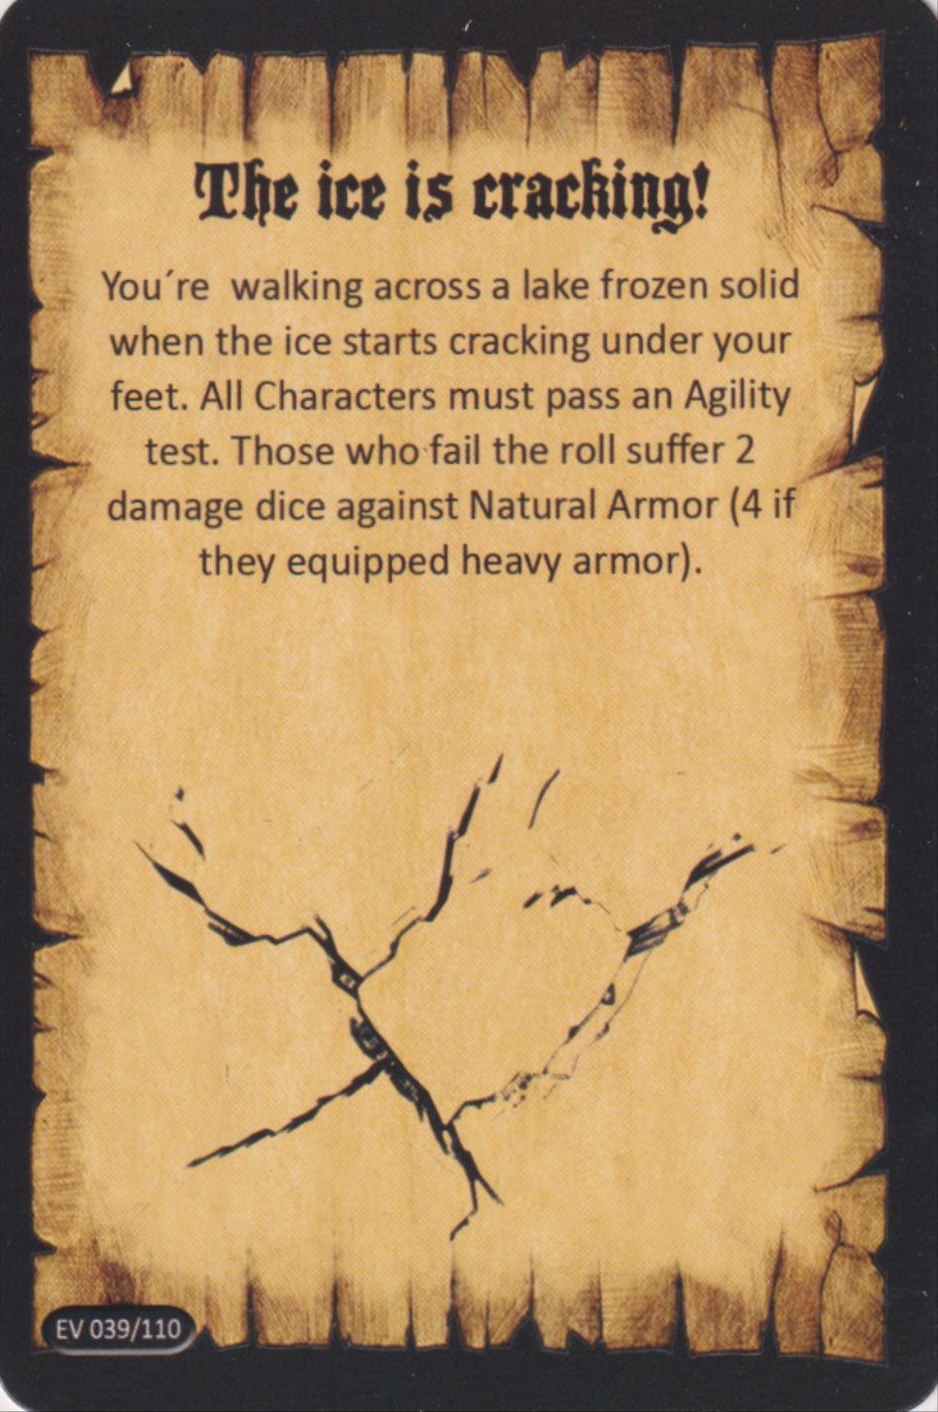 The ice is cracking!
You´re  walking across a lake frozen solid
when the ice starts cracking under your
feet. All Characters must pass an Agility
test. Those who fail the roll suffer 2
damage dice against Natural Armor (4 if
they equipped heavy armor).
EV 039/110